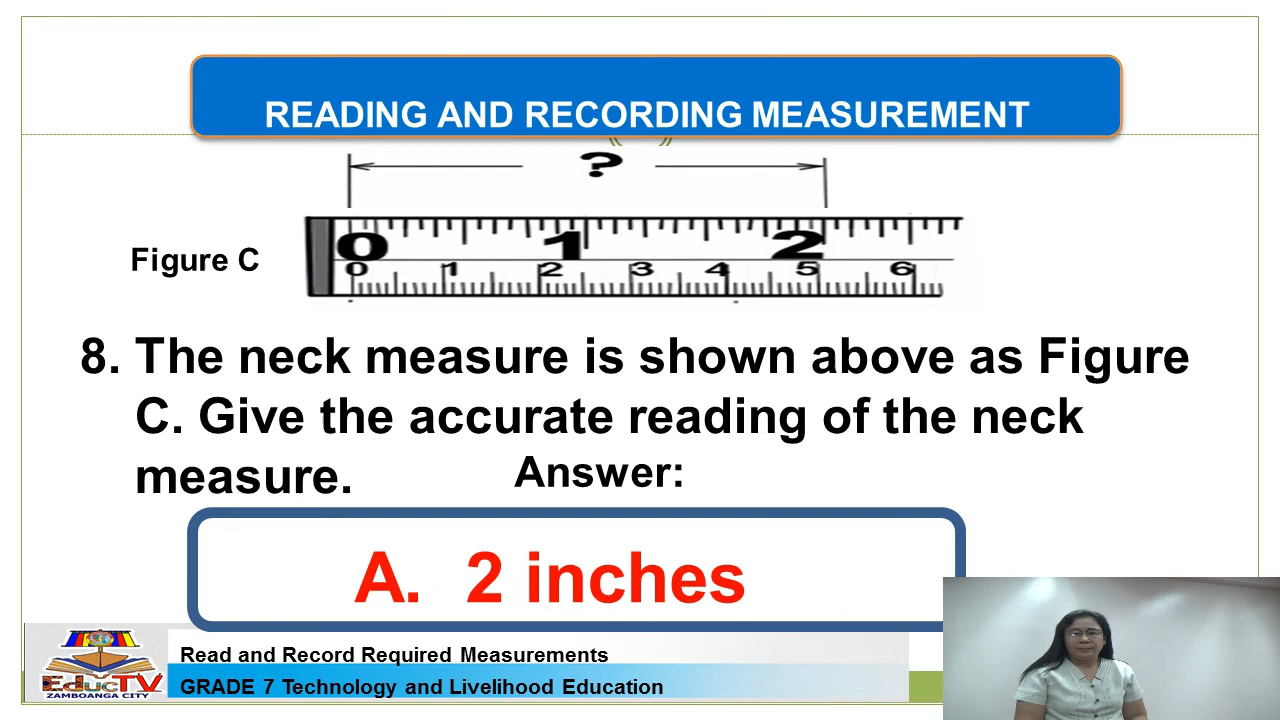 READING AND RECORDING MEASUREMENT
?
Figure C
0 1 2
0 1 2 3 4 5 6
8. The neck measure is shown above as Figure
C. Give the accurate reading of the neck
measure.
Answer:
A. 2 inches
EducTV
ZAMBOANGA CITY
Read and Record Required Measurements
GRADE 7 Technology and Livelihood Education